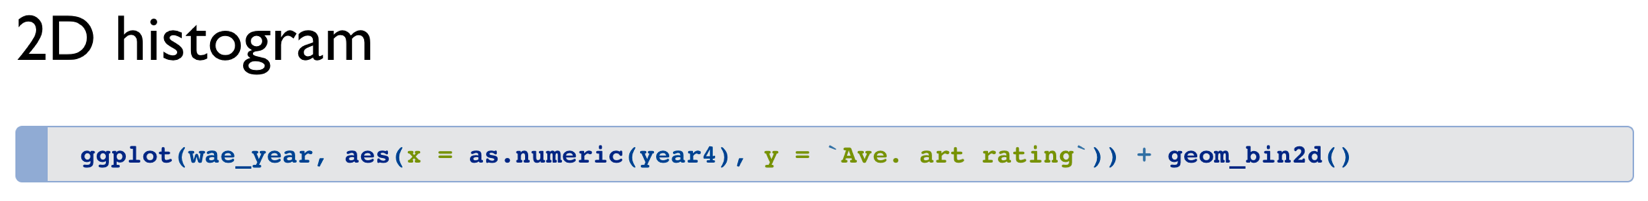 2D histogram
ggplot(wae_year, aes(x = as.numeric(year4), y = `Ave. art rating`)) + geom_bin2d()